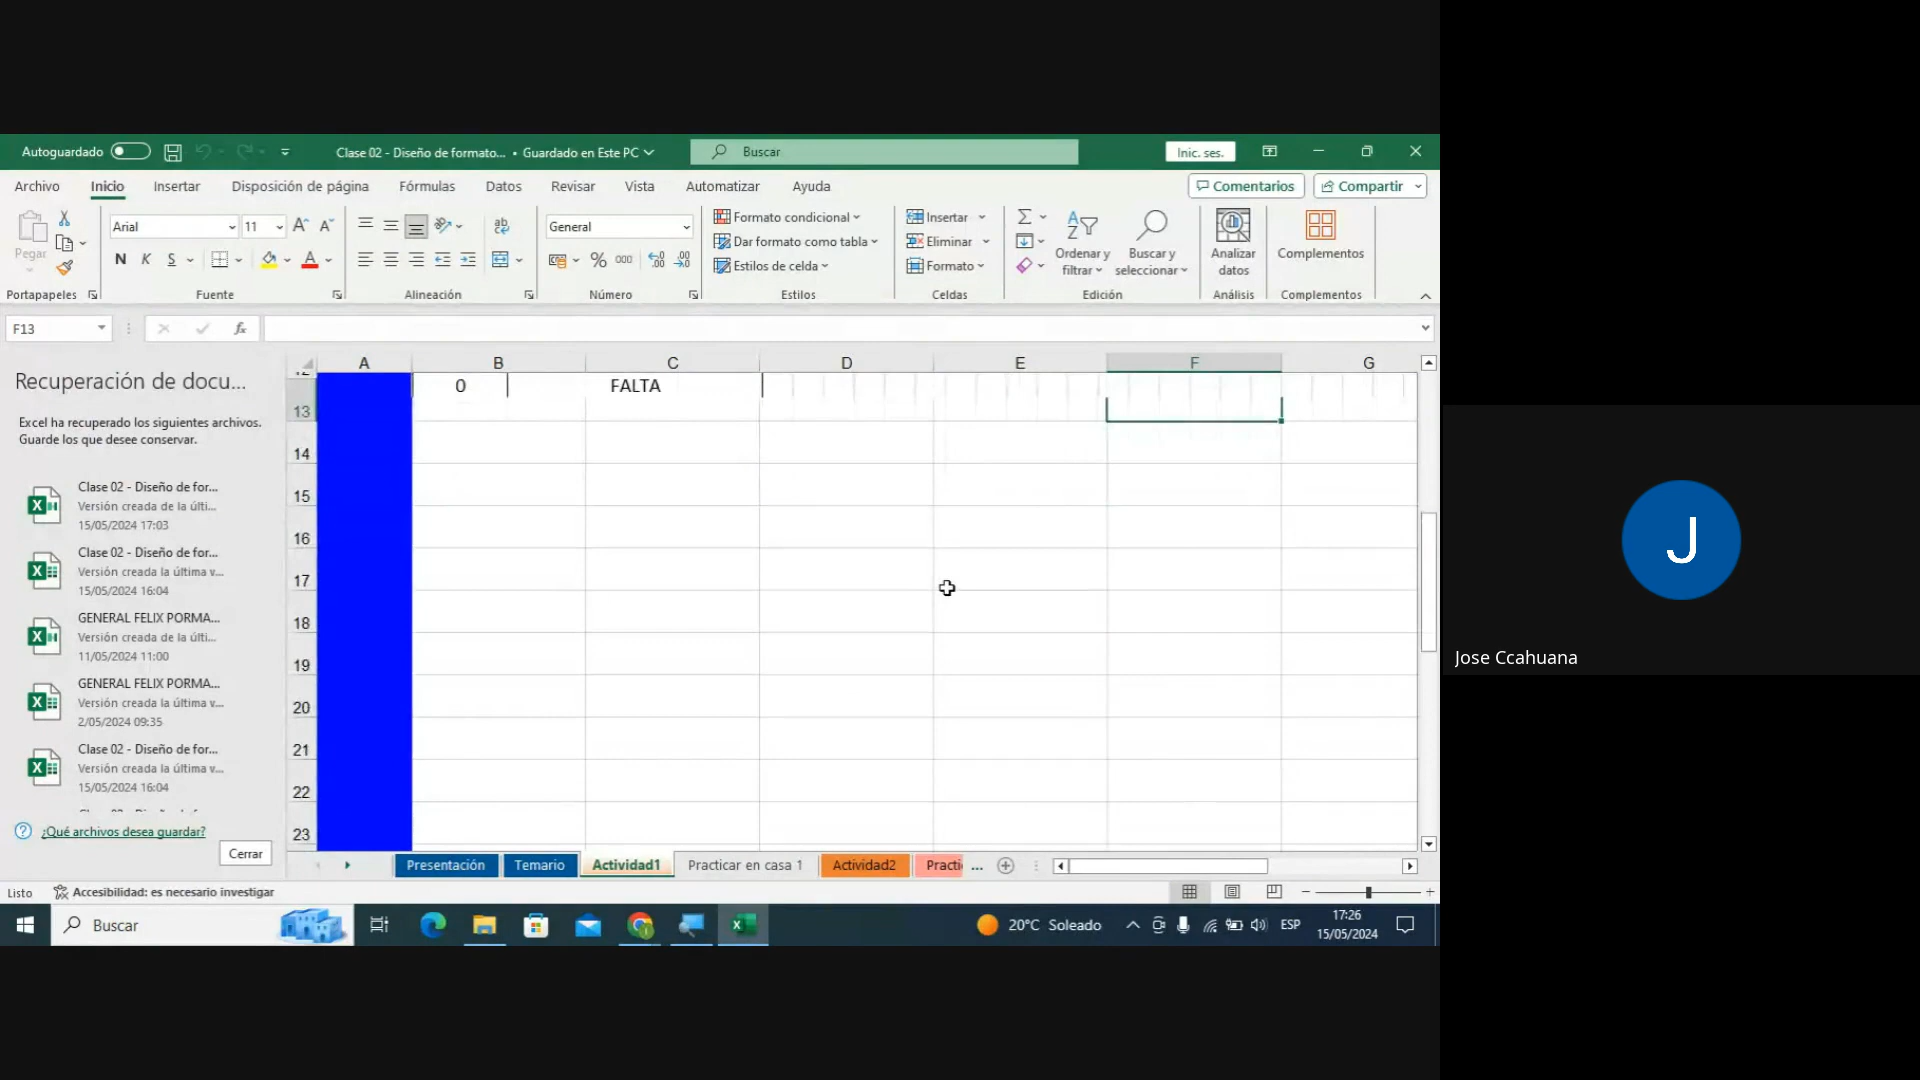 Autoguardado
Clase 02 - Diseño de formato... • Guardado en Este PC
Buscar
Inic. ses.
Archivo Inicio Insertar Disposición de página Fórmulas Datos Revisar Vista Automatizar Ayuda
Comentarios Compartir
Pegar
Portapapeles
Arial 11
N K S
Fuente
Alineación
General
% 000
Número
Formato condicional
Dar formato como tabla
Estilos de celda
Estilos
Insertar
Eliminar
Formato
Celdas
Ordenar y
filtrar
Buscar y
seleccionar
Edición
Analizar
datos
Análisis
Complementos
Complementos
F13
fx
Recuperación de docu...
Excel ha recuperado los siguientes archivos.
Guarde los que desee conservar.
Clase 02 - Diseño de for...
Versión creada de la últi...
15/05/2024 17:03
Clase 02 - Diseño de for...
Versión creada la última v...
15/05/2024 16:04
GENERAL FELIX PORMA...
Versión creada de la últi...
11/05/2024 11:00
GENERAL FELIX PORMA...
Versión creada la última v...
2/05/2024 09:35
Clase 02 - Diseño de for...
Versión creada la última v...
15/05/2024 16:04
¿Qué archivos desea guardar?
Cerrar
A B C D E F G
0 FALTA
13
14
15
16
17
18
19
20
21
22
23
Presentación Temario Actividad1 Practicar en casa 1 Actividad2 Practi ...
Listo
Accesibilidad: es necesario investigar
Buscar
20°C Soleado
ESP
17:26
15/05/2024
J
Jose Ccahuana